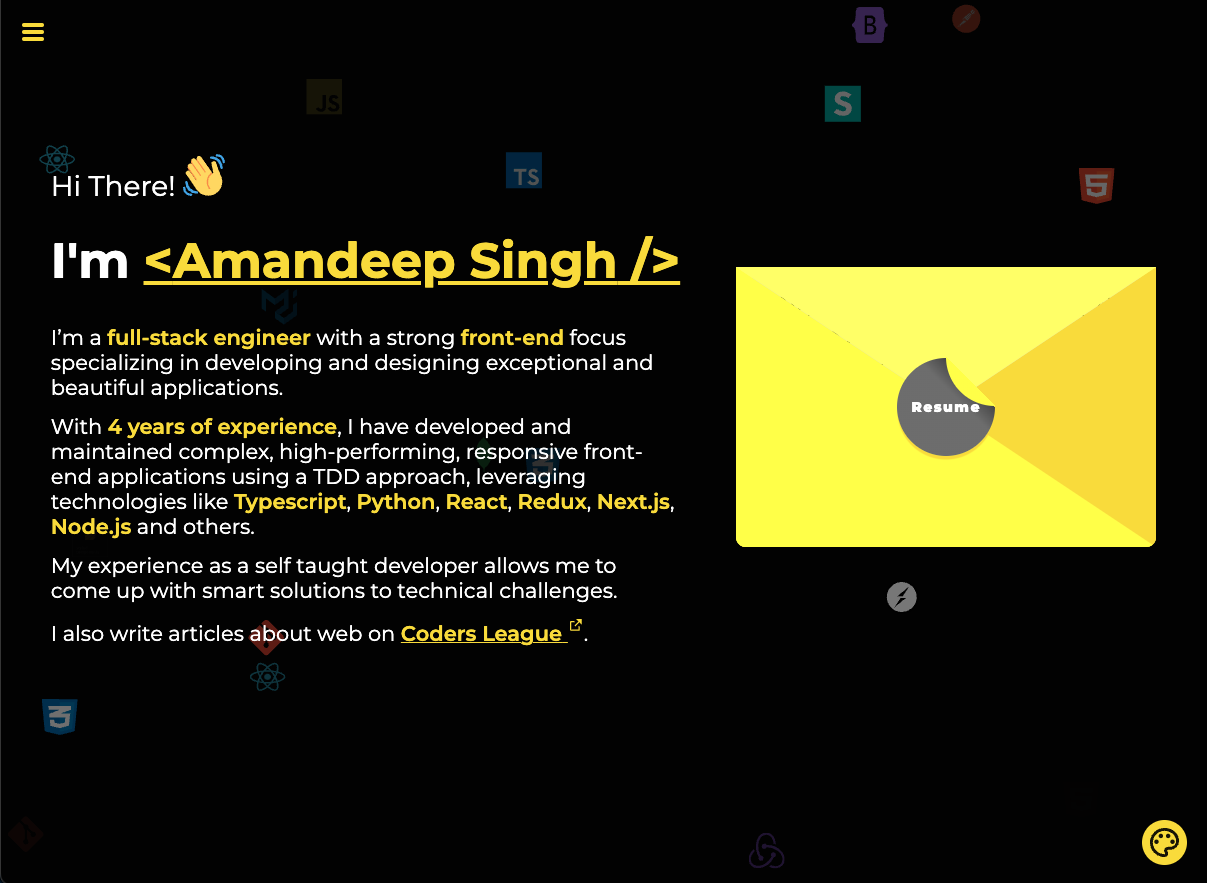 B
JS
S
TS
5
Hi There! 👋
I'm <Amandeep Singh />
I’m a full-stack engineer with a strong front-end focus
specializing in developing and designing exceptional and
beautiful applications.
With 4 years of experience, I have developed and
maintained complex, high-performing, responsive front-
end applications using a TDD approach, leveraging
technologies like Typescript, Python, React, Redux, Next.js,
Node.js and others.
My experience as a self taught developer allows me to
come up with smart solutions to technical challenges.
I also write articles about web on Coders League.
Resume
3